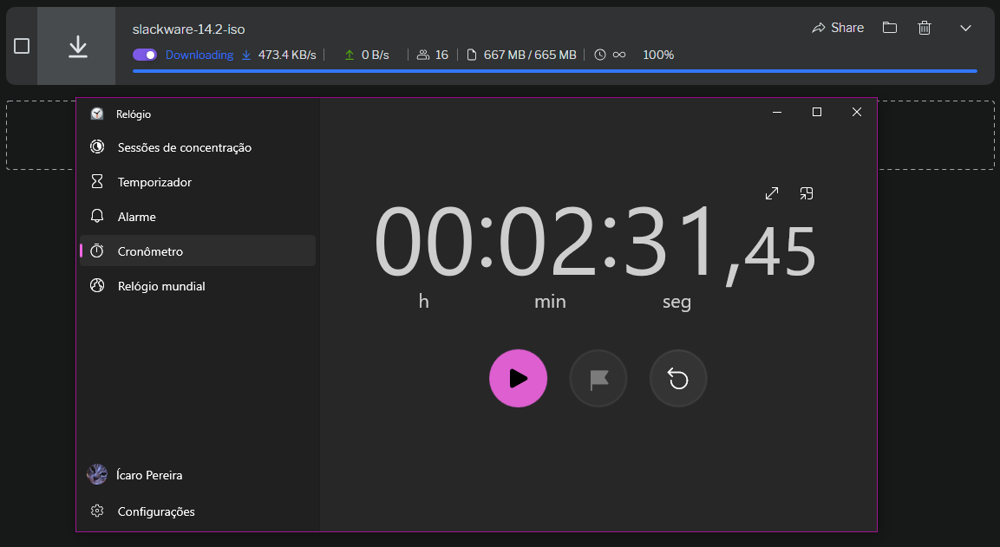 slackware-14.2-iso
Share
Downloading 473.4 KB/s 0 B/s 16 667 MB / 665 MB ∞ 100%
Relógio
Sessões de concentração
Temporizador
Alarme
Cronômetro
Relógio mundial
00:02:31,45
h min seg
Ícaro Pereira
Configurações